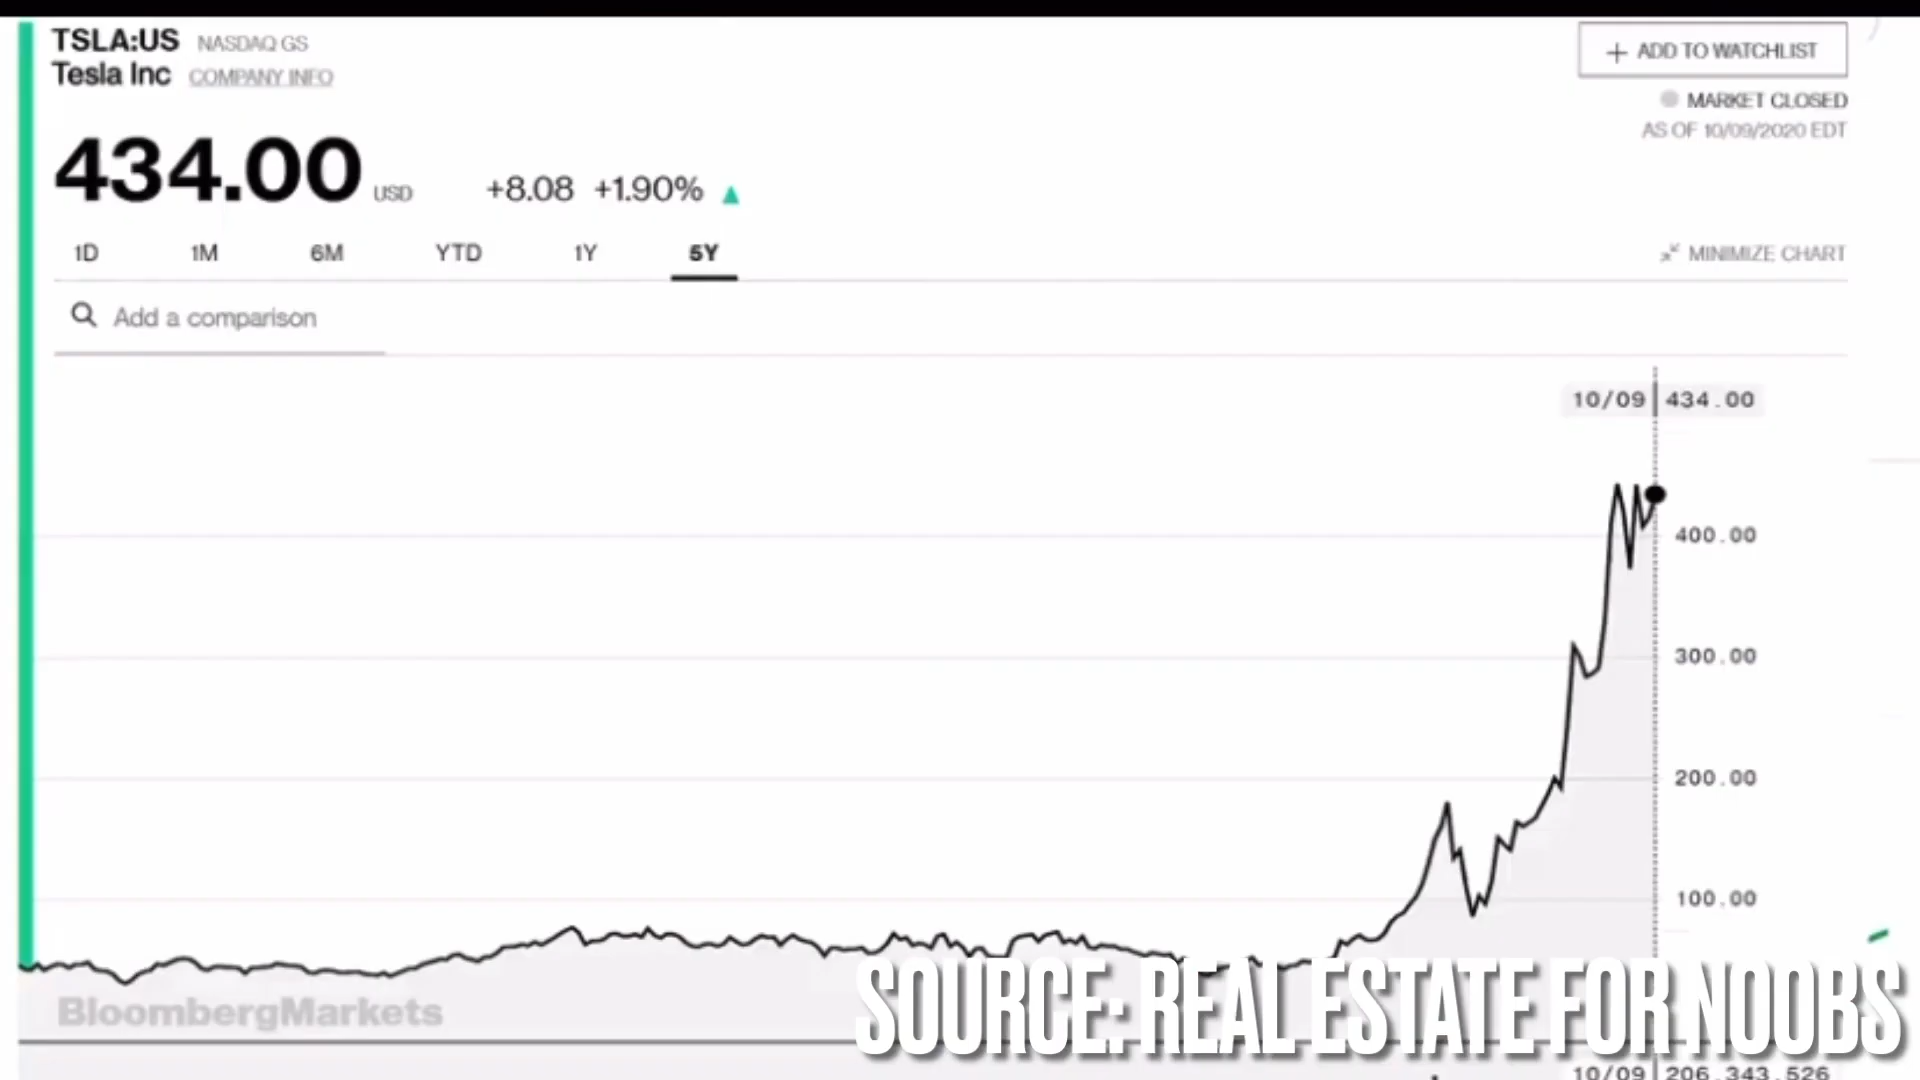 TSLA:US NASDAQ GS
Tesla Inc COMPANY INFO
+ ADD TO WATCHLIST
MARKET CLOSED
AS OF 10/09/2020 EDT
434.00 USD +8.08 +1.90%
1D 1M 6M YTD 1Y 5Y
MINIMIZE CHART
Add a comparison
10/09 434.00
400.00
300.00
200.00
100.00
BloombergMarkets
SOURCE: REAL ESTATE FOR NOOBS
10/09 206,343,526